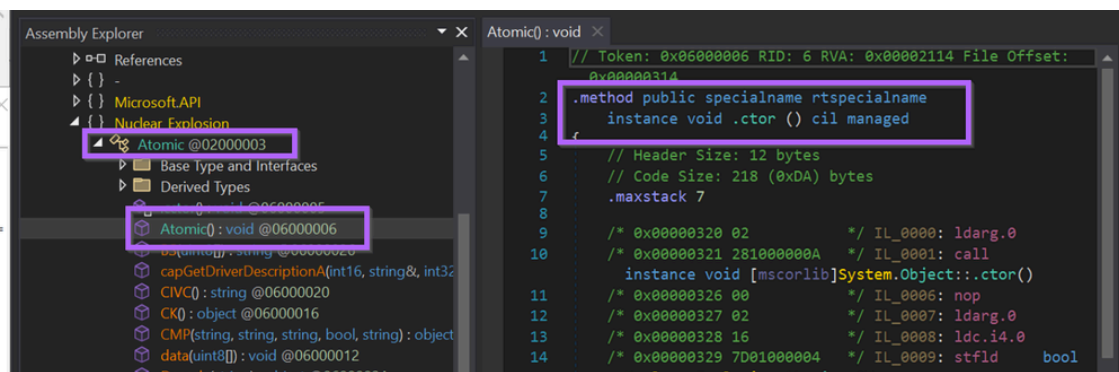 Assembly Explorer
References
{ } -
{ } Microsoft.API
{ } Nuclear_Explosion
Atomic @02000003
Base Type and Interfaces
Derived Types
Atomic() : void @06000006
capGetDriverDescriptionA(int16, string&, int32
CIVC() : string @06000020
CK() : object @06000016
CMP(string, string, string, bool, string) : object
data(uint8[]) : void @06000012
Atomic() : void
1 // Token: 0x06000006 RID: 6 RVA: 0x00002114 File Offset:
0x00000314
2 .method public specialname rtspecialname
3 instance void .ctor () cil managed
4 {
5 // Header Size: 12 bytes
6 // Code Size: 218 (0xDA) bytes
7 .maxstack 7
8
9 /* 0x00000320 02 */ IL_0000: ldarg.0
10 /* 0x00000321 281000000A */ IL_0001: call
instance void [mscorlib]System.Object::.ctor()
11 /* 0x00000326 00 */ IL_0006: nop
12 /* 0x00000327 02 */ IL_0007: ldarg.0
13 /* 0x00000328 16 */ IL_0008: ldc.i4.0
14 /* 0x00000329 7D01000004 */ IL_0009: stfld bool